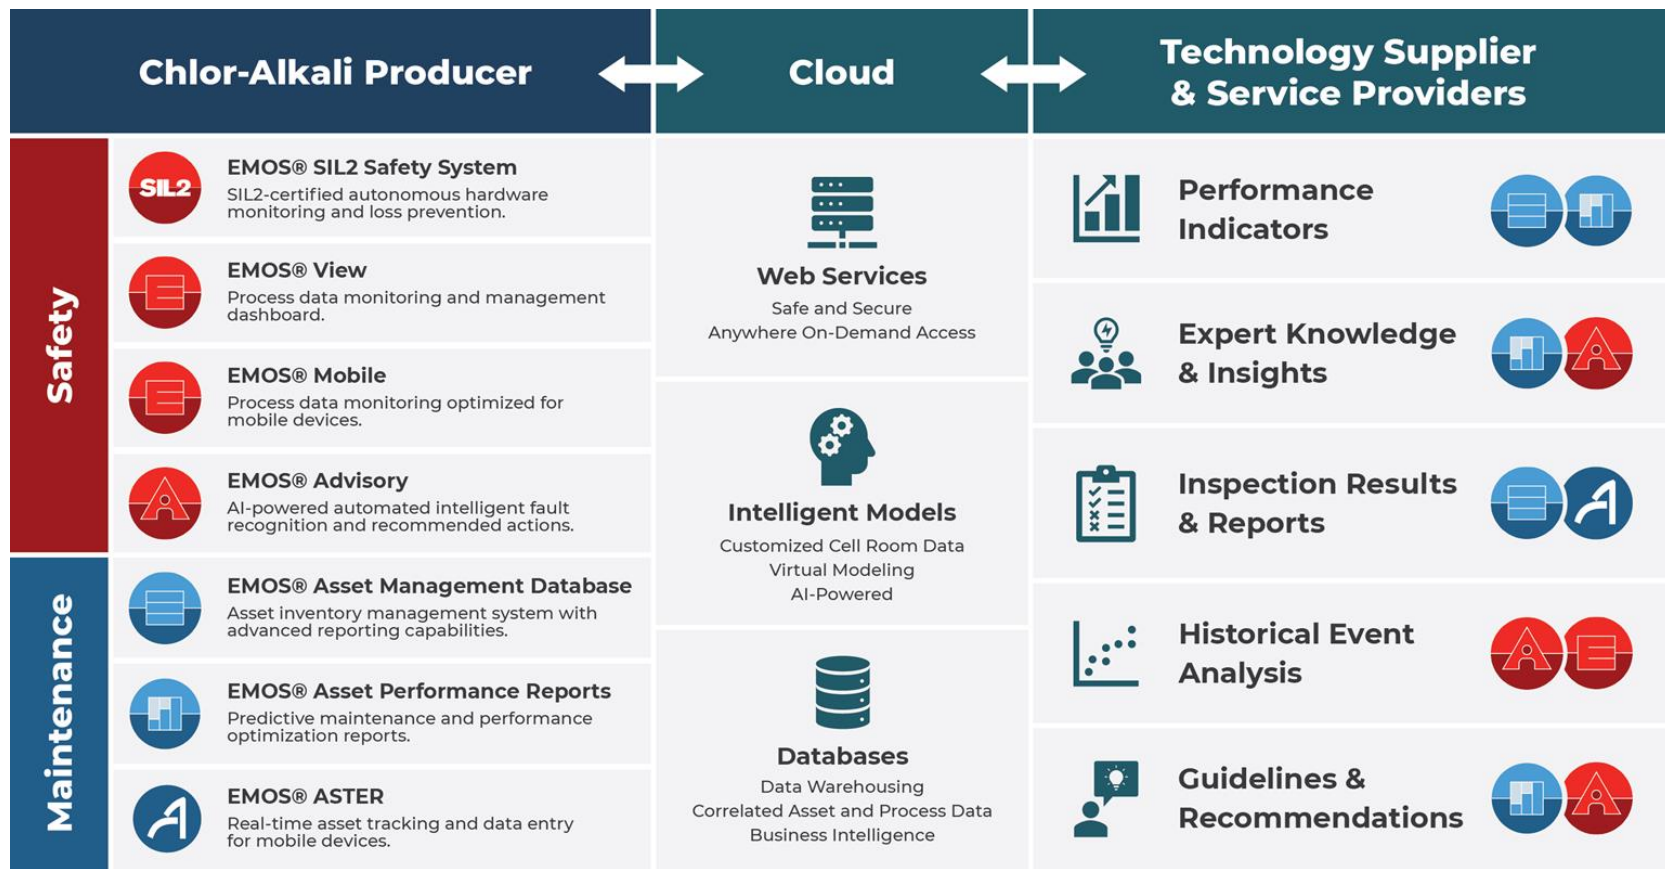 Chlor-Alkali Producer
Cloud
Technology Supplier
& Service Providers
Safety
SIL2
EMOS® SIL2 Safety System
SIL2-certified autonomous hardware
monitoring and loss prevention.
EMOS® View
Process data monitoring and management
dashboard.
EMOS® Mobile
Process data monitoring optimized for
mobile devices.
EMOS® Advisory
AI-powered automated intelligent fault
recognition and recommended actions.
Maintenance
EMOS® Asset Management Database
Asset inventory management system with
advanced reporting capabilities.
EMOS® Asset Performance Reports
Predictive maintenance and performance
optimization reports.
EMOS® ASTER
Real-time asset tracking and data entry
for mobile devices.
Web Services
Safe and Secure
Anywhere On-Demand Access
Intelligent Models
Customized Cell Room Data
Virtual Modeling
AI-Powered
Databases
Data Warehousing
Correlated Asset and Process Data
Business Intelligence
Performance
Indicators
Expert Knowledge
& Insights
Inspection Results
& Reports
Historical Event
Analysis
Guidelines &
Recommendations